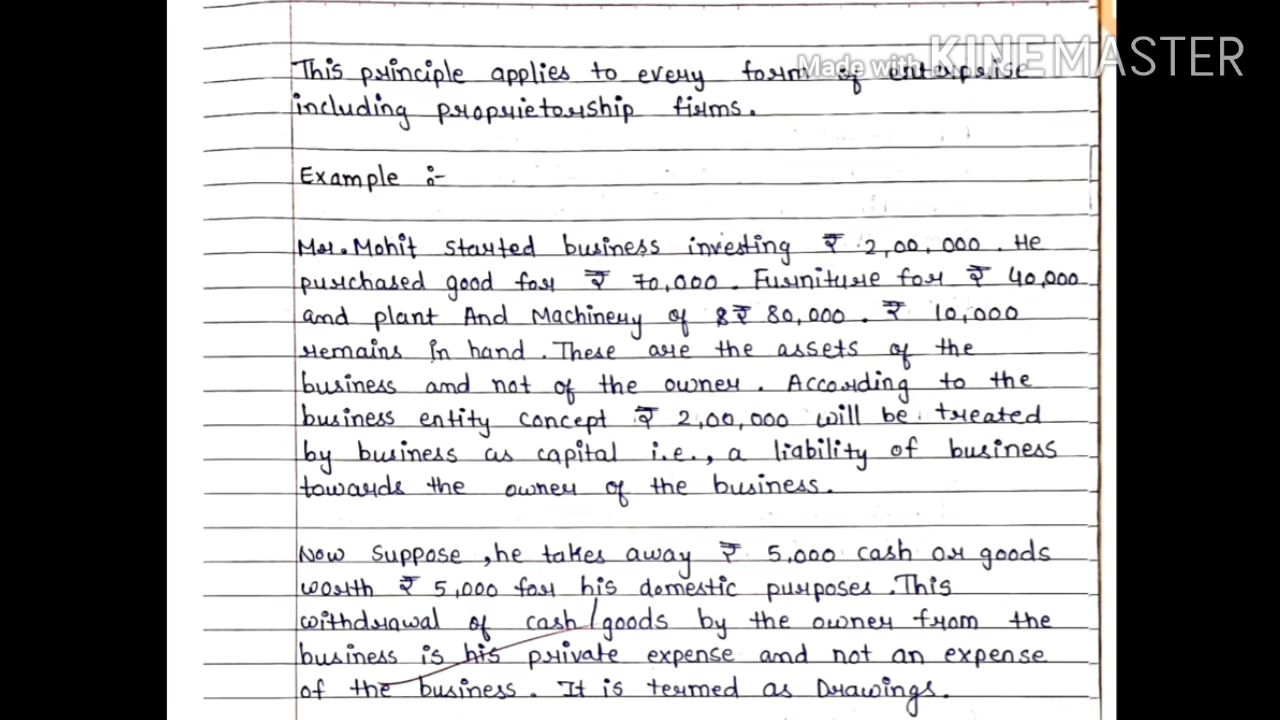 Made with KINEMASTER
This principle applies to every form of enterprise
including proprietorship firms.
Example :-
Mr. Mohit started business investing ₹ 2,00,000. He
purchased good for ₹ 70,000. Furniture for ₹ 40,000
and plant And Machinery of ₹ 80,000. ₹ 10,000
remains in hand. These are the assets of the
business and not of the owner. According to the
business entity concept ₹ 2,00,000 will be treated
by business as capital i.e., a liability of business
towards the owner of the business.
Now suppose, he takes away ₹ 5,000 cash or goods
worth ₹ 5,000 for his domestic purposes. This
withdrawal of cash/goods by the owner from the
business is his private expense and not an expense
of the business. It is termed as Drawings.